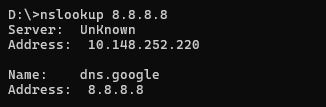 D:\>nslookup 8.8.8.8
Server:  UnKnown
Address:  10.148.252.220

Name:    dns.google
Address:  8.8.8.8